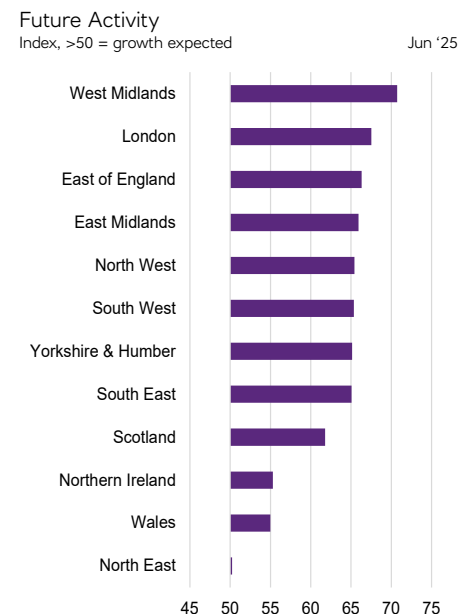 Future Activity
Index, >50 = growth expected
Jun ‘25
West Midlands
London
East of England
East Midlands
North West
South West
Yorkshire & Humber
South East
Scotland
Northern Ireland
Wales
North East
45 50 55 60 65 70 75